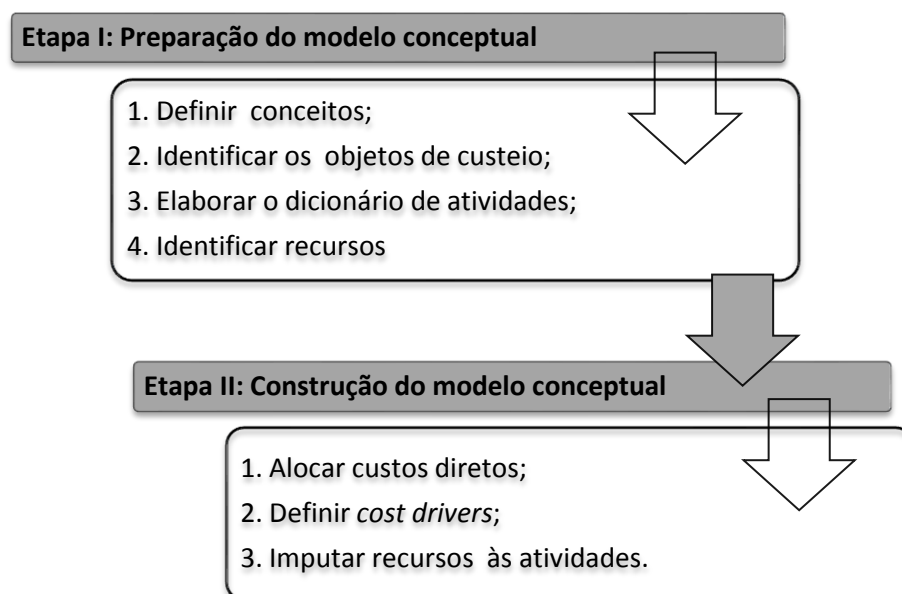 Etapa I: Preparação do modelo conceptual
1. Definir conceitos;
2. Identificar os objetos de custeio;
3. Elaborar o dicionário de atividades;
4. Identificar recursos
Etapa II: Construção do modelo conceptual
1. Alocar custos diretos;
2. Definir cost drivers;
3. Imputar recursos às atividades.